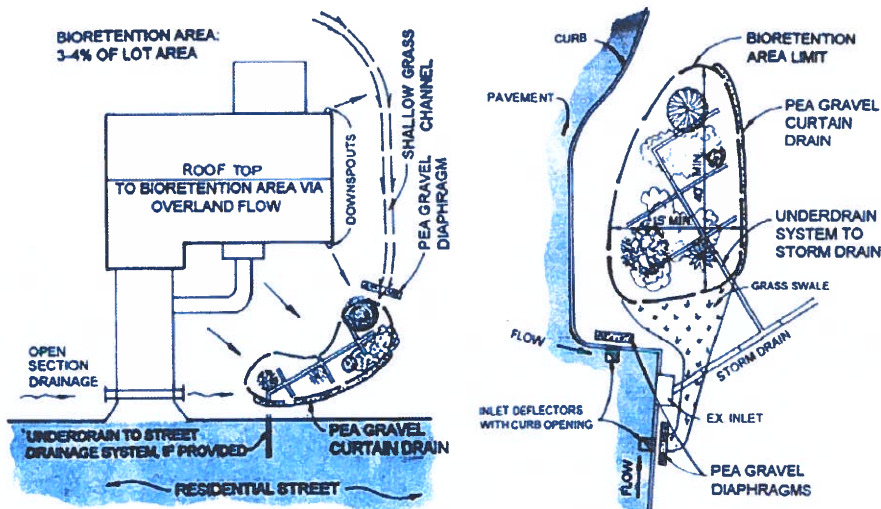 BIORETENTION AREA:
3-4% OF LOT AREA
SHALLOW GRASS
CHANNEL
PEA GRAVEL
DIAPHRAGM
DOWNSPOUTS
ROOF TOP
TO BIORETENTION AREA VIA
OVERLAND FLOW
OPEN
SECTION
DRAINAGE
UNDERDRAIN TO STREET
DRAINAGE SYSTEM, IF PROVIDED
PEA GRAVEL
CURTAIN DRAIN
RESIDENTIAL STREET
CURB
PAVEMENT
BIORETENTION
AREA LIMIT
PEA GRAVEL
CURTAIN
DRAIN
40' MIN.
15' MIN.
UNDERDRAIN
SYSTEM TO
STORM DRAIN
GRASS SWALE
FLOW
STORM DRAIN
INLET DEFLECTORS
WITH CURB OPENING
EX INLET
FLOW
PEA GRAVEL
DIAPHRAGMS